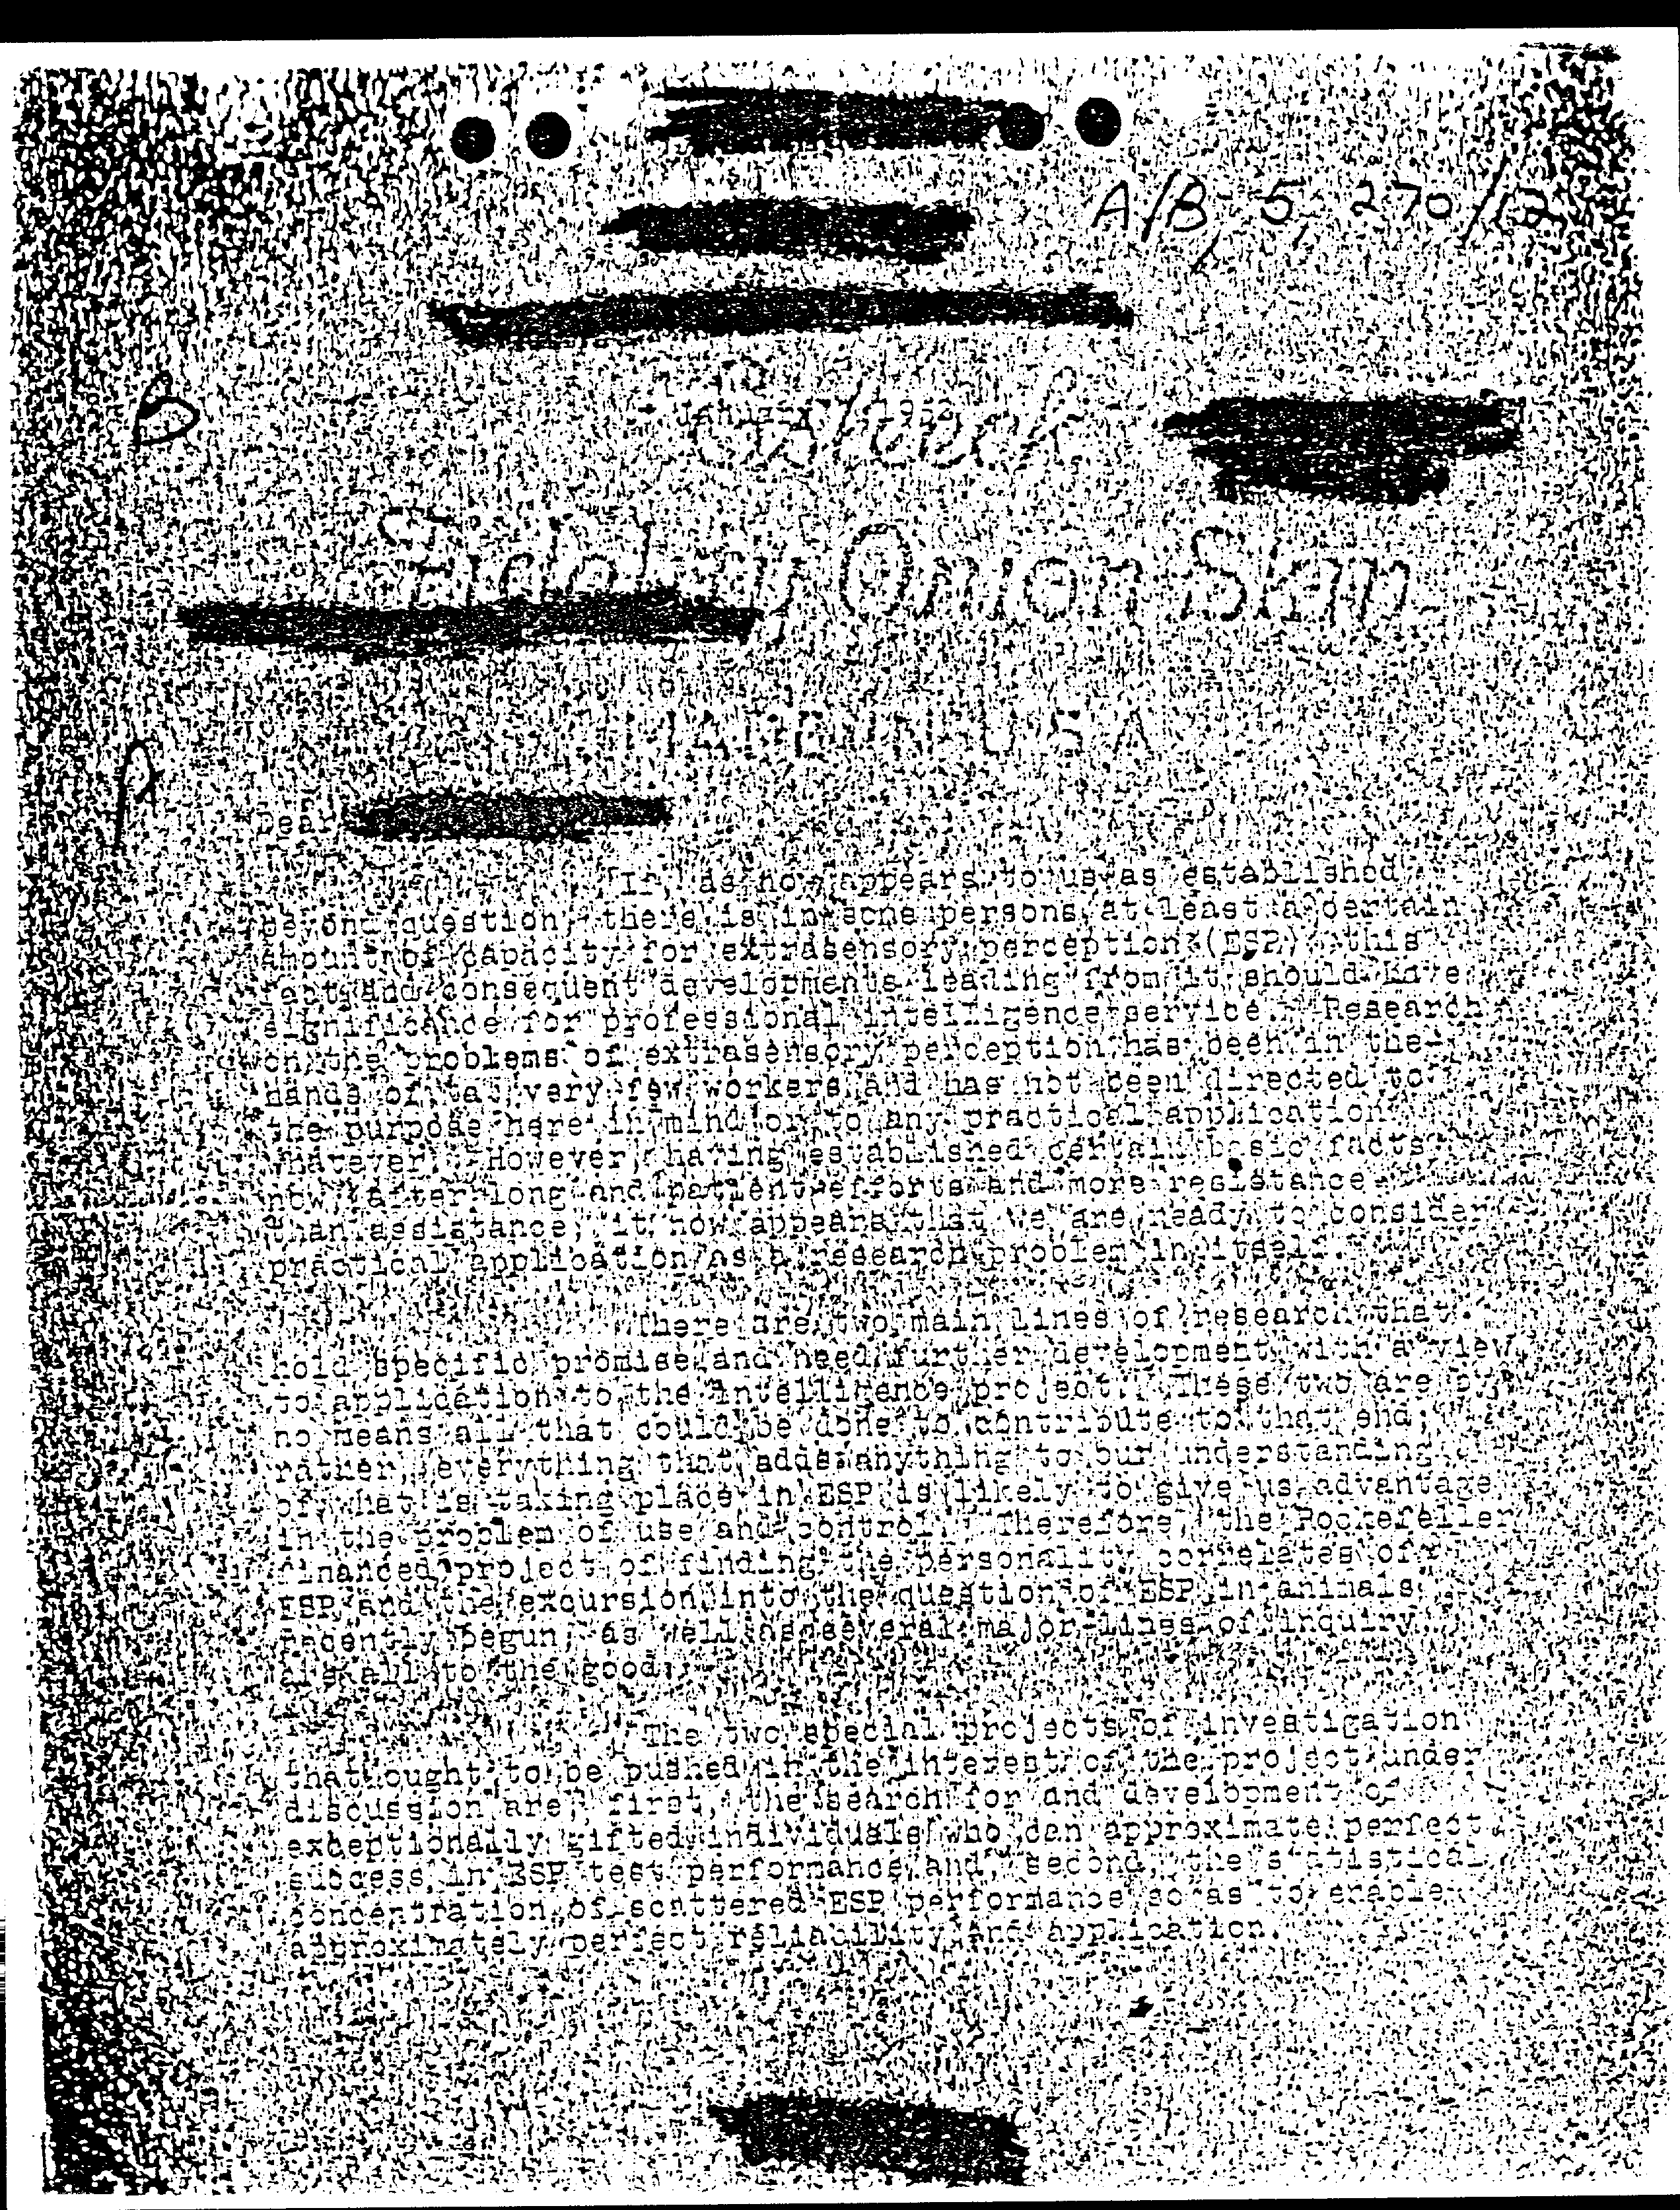 A/B, 5, 270/12
B
January 1952
Onion Skin
MADE IN U S A
Dear
If, as now appears to us as established
beyond question, there is in some persons at least a certain
amount of capacity for extrasensory perception (ESP), this
fact and consequent developments leading from it should have
significance for professional intelligence service. Research
on the problems of extrasensory perception has been in the
hands of a very few workers and has not been directed to
the purpose here in mind or to any practical application
whatever. However, having established certain basic facts
now, after long and patient efforts and more resistance
than assistance, it now appears that we are ready to consider
practical application as a research problem in itself.
There are two main lines of research that
hold specific promise and need further development with a view
to application to the intelligence project. These two are by
no means all that could be done to contribute to that end;
rather, everything that adds anything to our understanding
of what is taking place in ESP is likely to give us advantage
in the problem of use and control. Therefore, the Rockefeller
financed project of finding the personality correlates of
ESP and the excursion into the question of ESP in animals
recently begun, as well as several major lines of inquiry
are all to the good.
The two special projects of investigation
that ought to be pushed in the interest of the project under
discussion are, first, the search for and development of
exceptionally gifted individuals who can approximate perfect
success in ESP test performance and, second, the statistical
concentration of scattered ESP performance so as to enable
approximately perfect reliability and application.